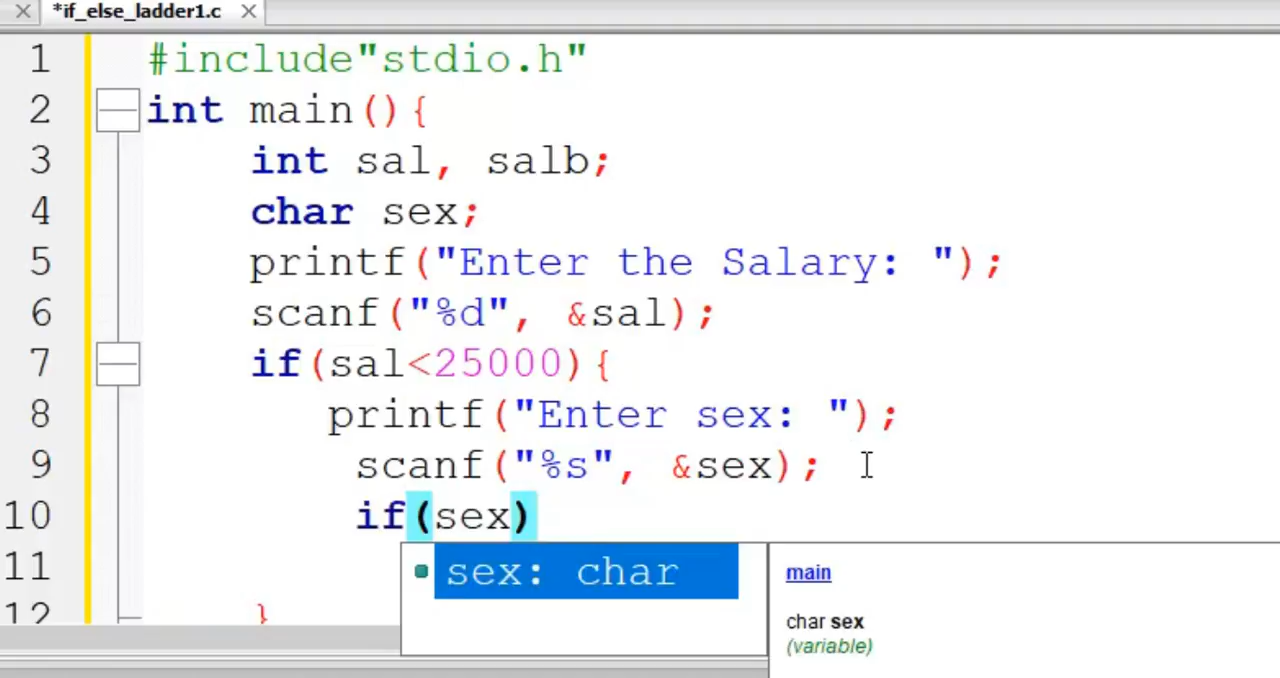 *if_else_ladder1.c
1 #include"stdio.h"
2 int main(){
3 int sal, salb;
4 char sex;
5 printf("Enter the Salary: ");
6 scanf("%d", &sal);
7 if(sal<25000){
8 printf("Enter sex: ");
9 scanf("%s", &sex);
10 if(sex)
11 sex: char
main
12 }
char sex
(variable)